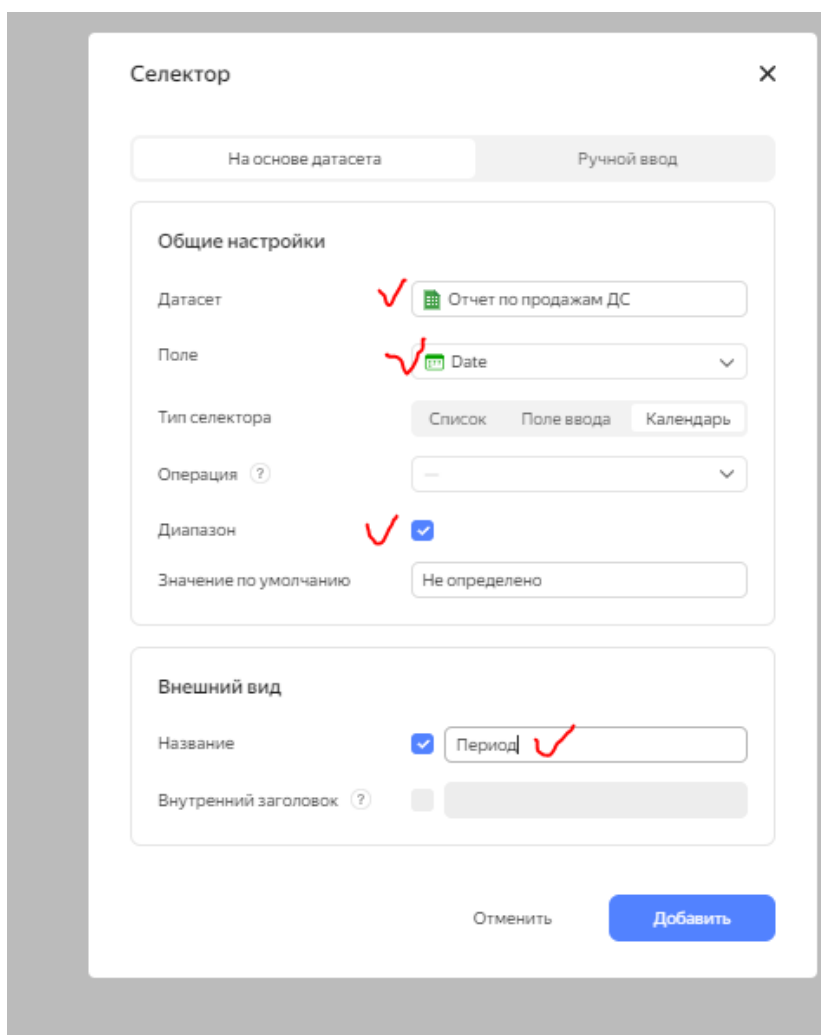 Селектор
На основе датасета Ручной ввод
Общие настройки
Датасет Отчет по продажам ДС
Поле Date
Тип селектора Список Поле ввода Календарь
Операция ? —
Диапазон
Значение по умолчанию Не определено
Внешний вид
Название Период
Внутренний заголовок ?
Отменить Добавить